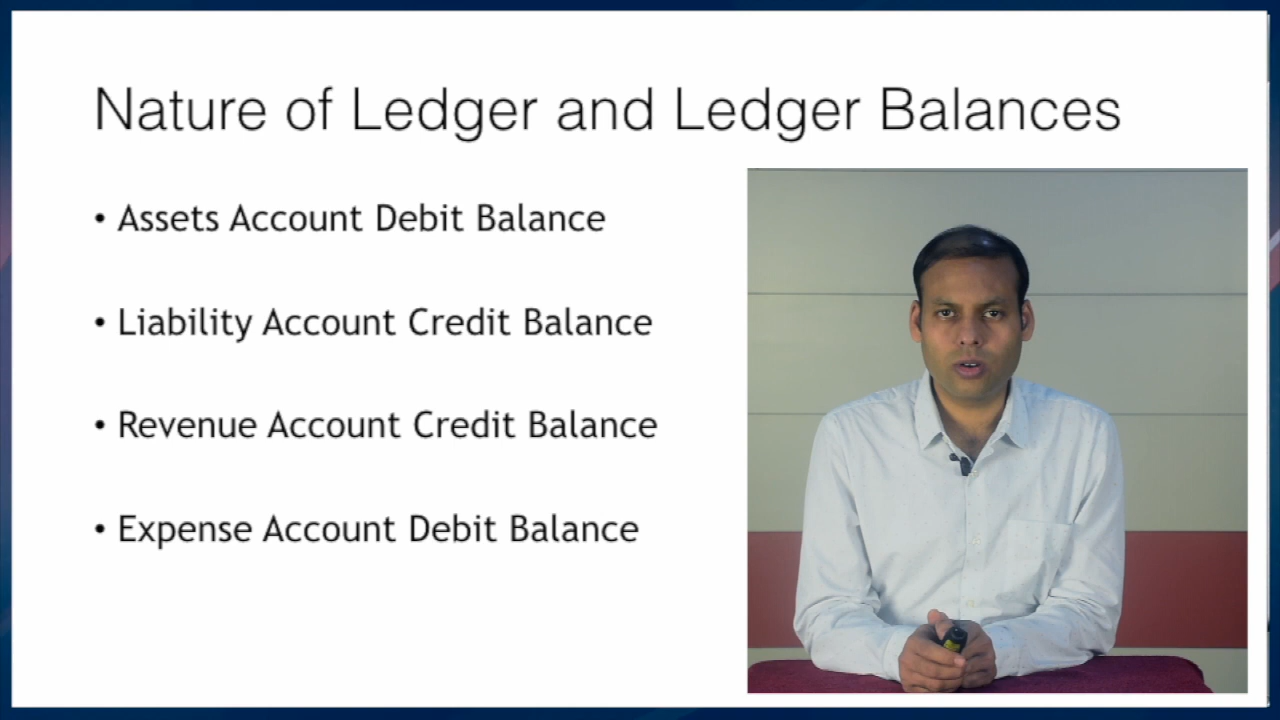 Nature of Ledger and Ledger Balances
• Assets Account Debit Balance
• Liability Account Credit Balance
• Revenue Account Credit Balance
• Expense Account Debit Balance